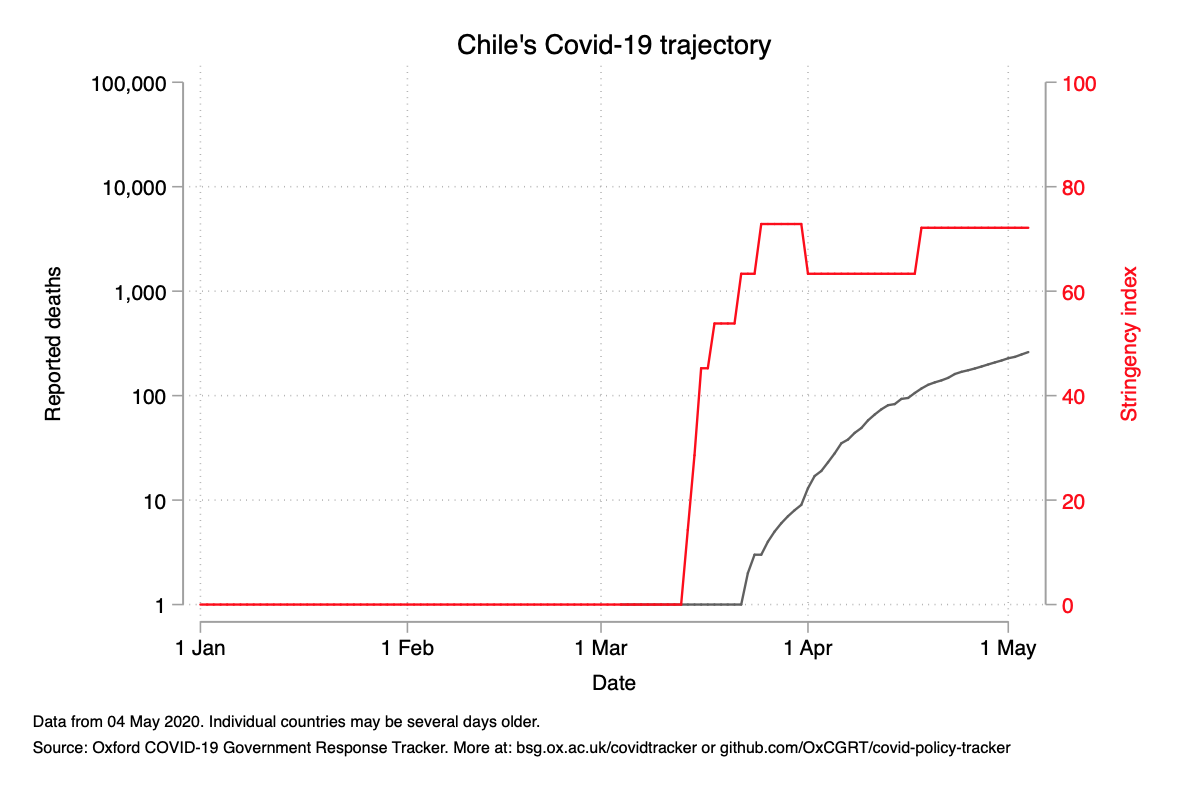 Chile's Covid-19 trajectory
100,000
10,000
1,000
100
10
1
Reported deaths
100
80
60
40
20
0
Stringency index
1 Jan
1 Feb
1 Mar
1 Apr
1 May
Date
Data from 04 May 2020. Individual countries may be several days older.
Source: Oxford COVID-19 Government Response Tracker. More at: bsg.ox.ac.uk/covidtracker or github.com/OxCGRT/covid-policy-tracker